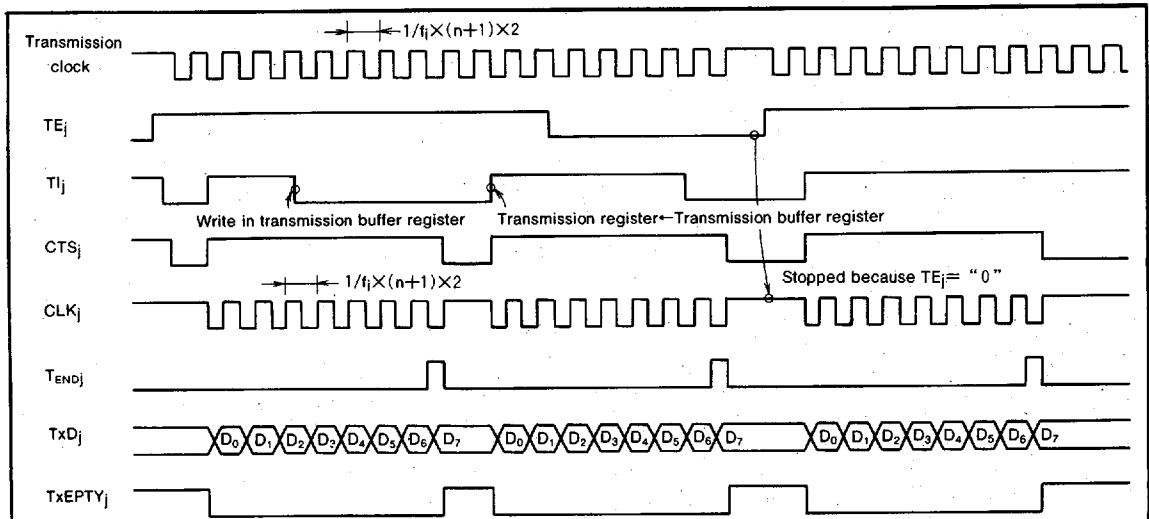 Transmission clock
1/fj×(n+1)×2
TEj
TIj
Write in transmission buffer register
Transmission register←Transmission buffer register
CTSj
Stopped because TEj= "0"
1/fj×(n+1)×2
CLKj
TENDj
TxDj
D0 D1 D2 D3 D4 D5 D6 D7 D0 D1 D2 D3 D4 D5 D6 D7 D0 D1 D2 D3 D4 D5 D6 D7
TxEPTYj